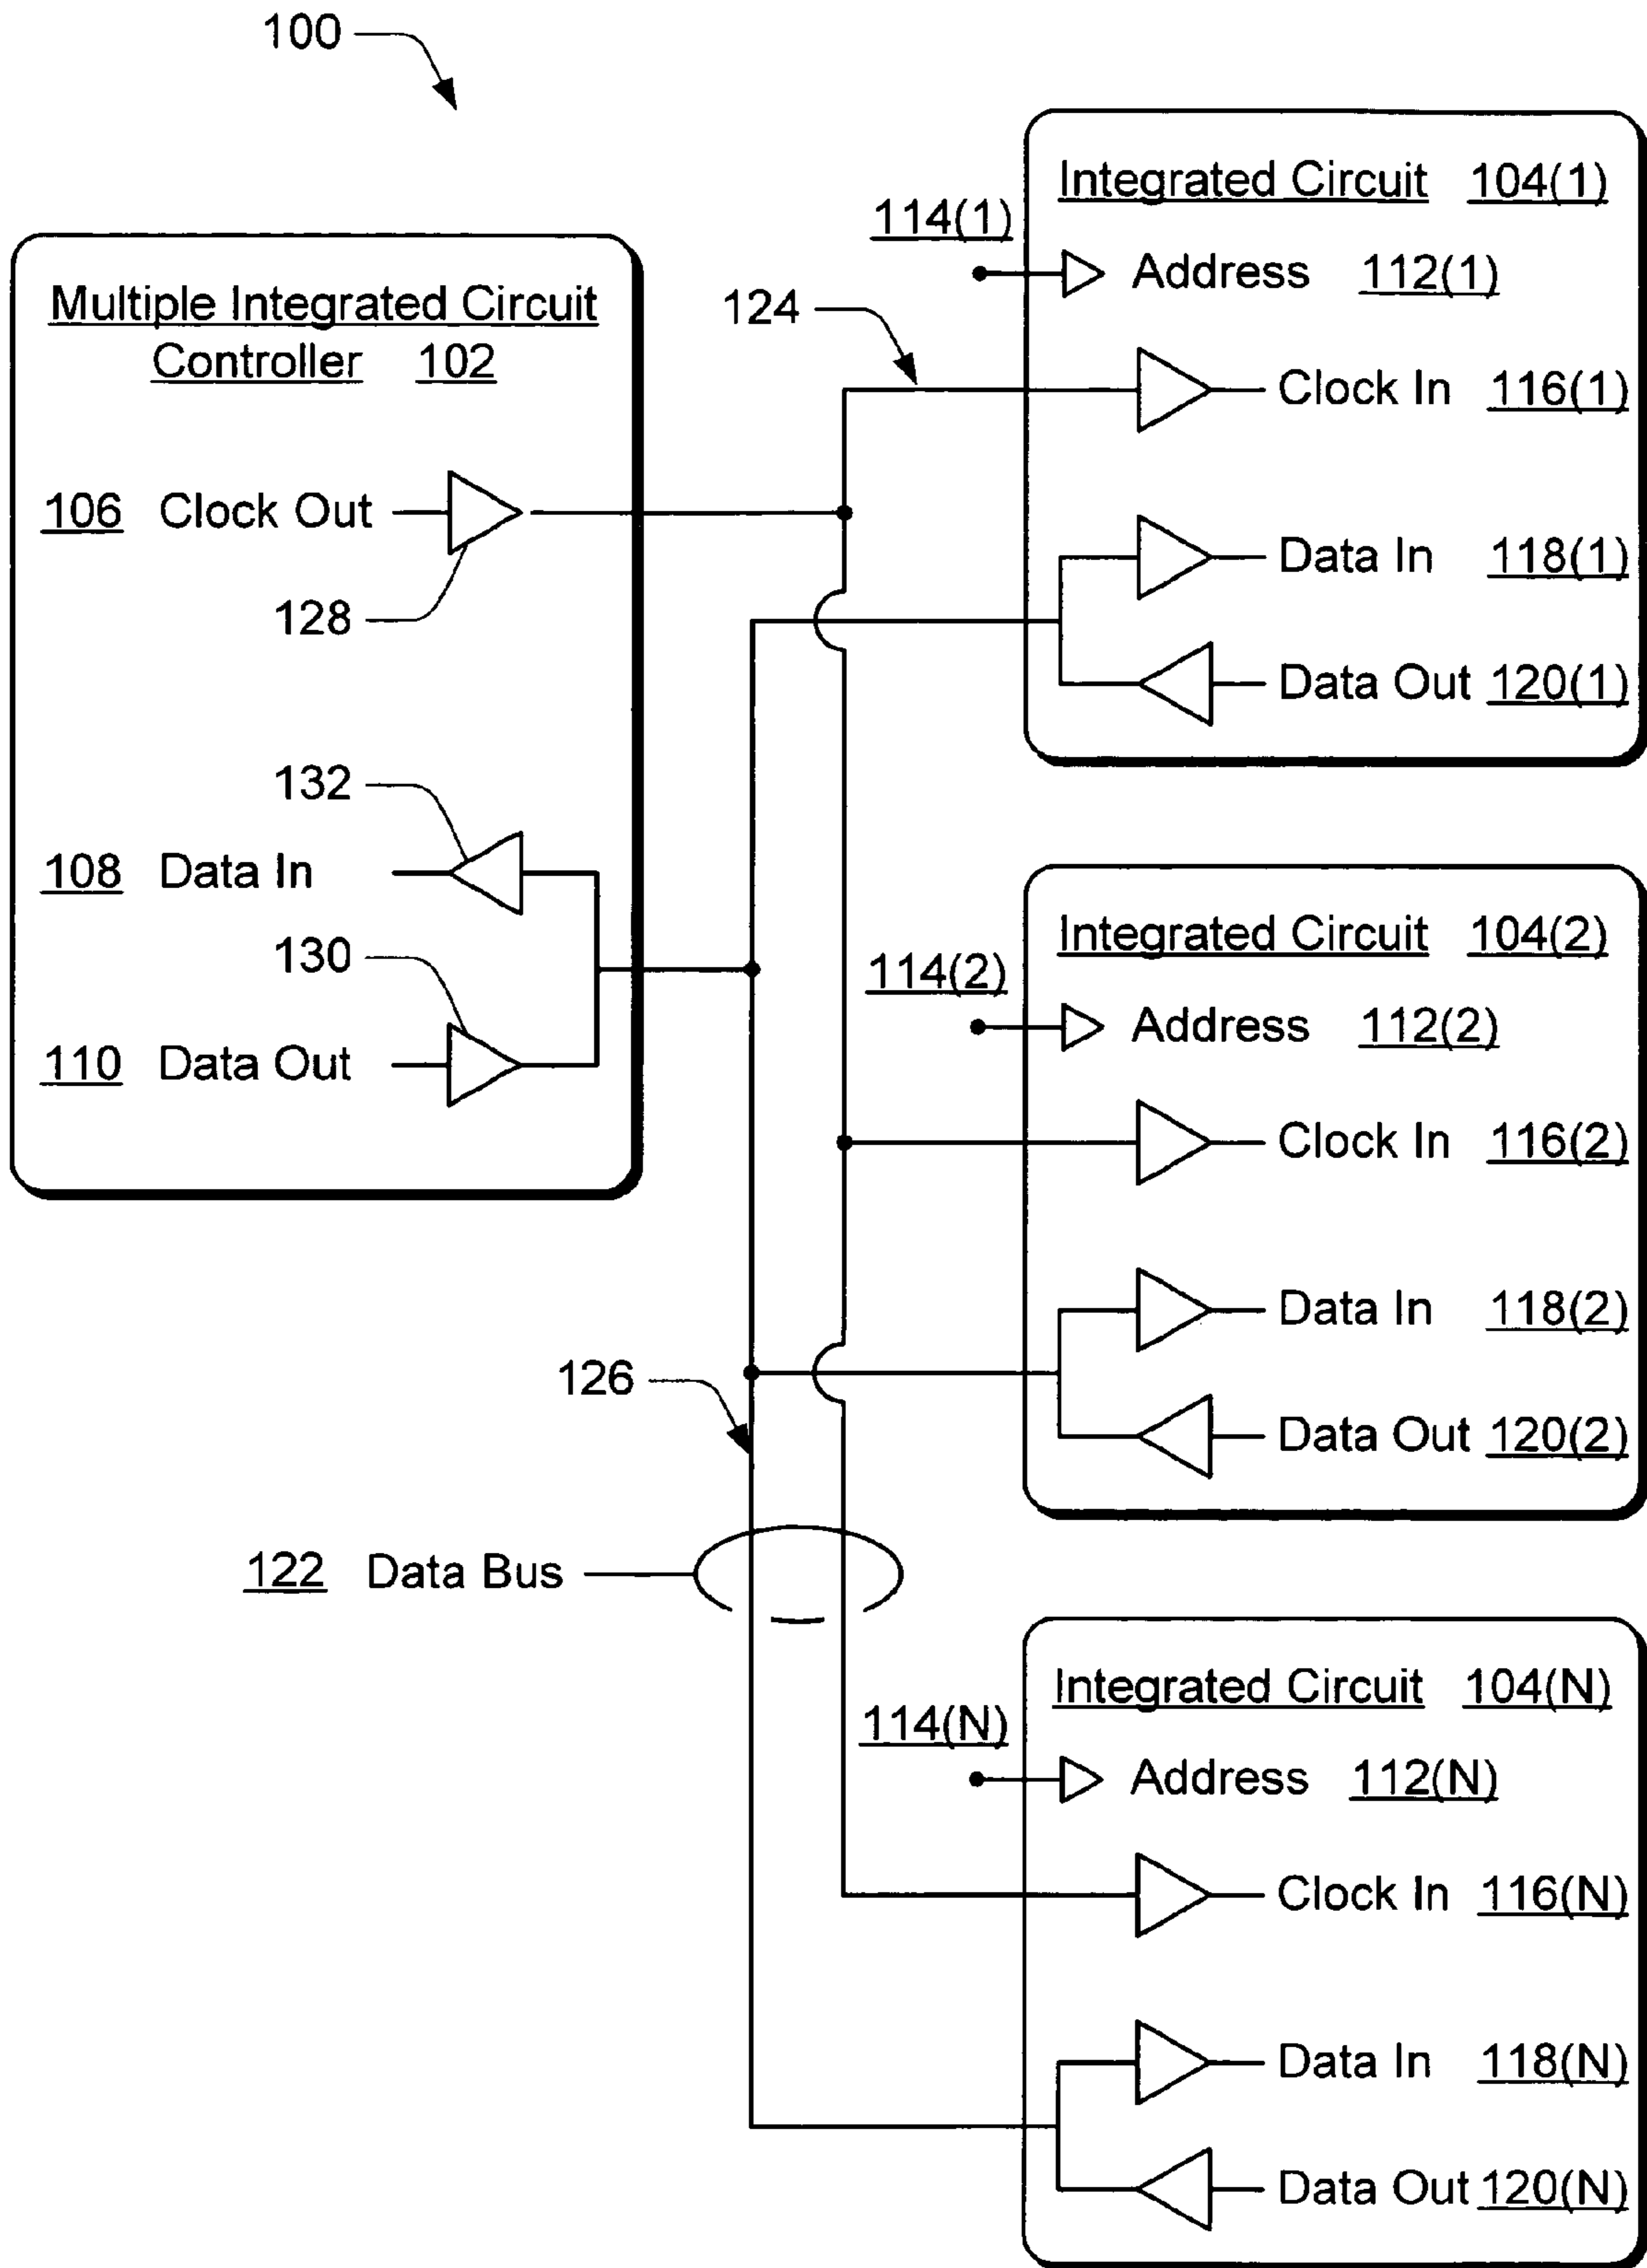 100
Multiple Integrated Circuit
Controller 102
106 Clock Out
128
132
108 Data In
130
110 Data Out
124
126
122 Data Bus
114(1)
Integrated Circuit 104(1)
Address 112(1)
Clock In 116(1)
Data In 118(1)
Data Out 120(1)
114(2)
Integrated Circuit 104(2)
Address 112(2)
Clock In 116(2)
Data In 118(2)
Data Out 120(2)
114(N)
Integrated Circuit 104(N)
Address 112(N)
Clock In 116(N)
Data In 118(N)
Data Out 120(N)